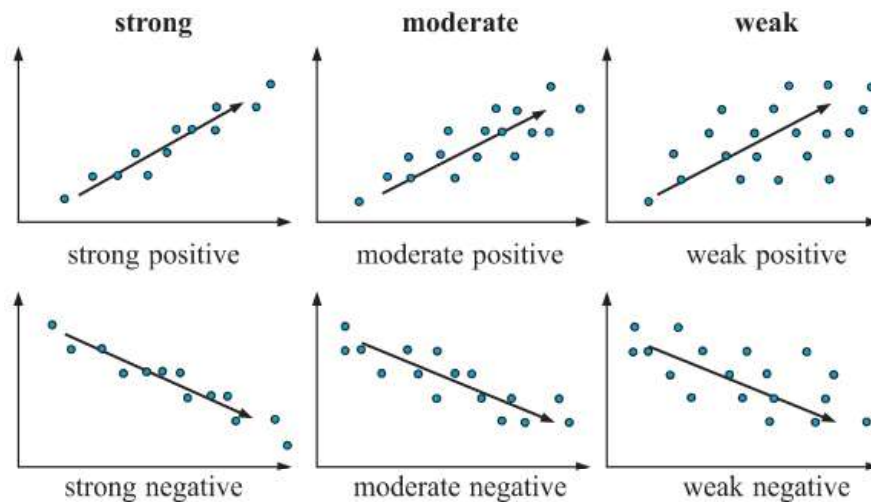 strong moderate weak
strong positive moderate positive weak positive
strong negative moderate negative weak negative